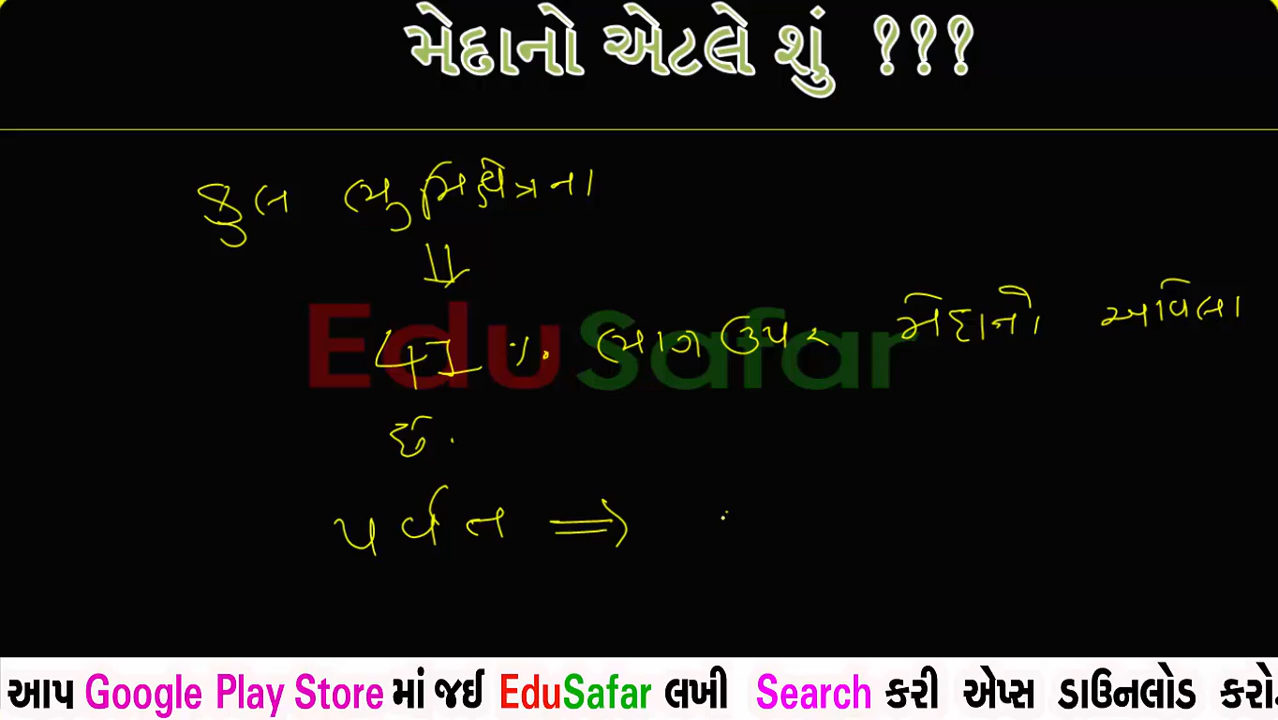 મેદાનો એટલે શું ???
કુલ ભુમિક્ષેત્રના
EduSafar
41 % ભાગ ઉપર મેદાનો આવેલા
છે.
પર્વત ⇒
આપ Google Play Store માં જઈ EduSafar લખી Search કરી એપ્સ ડાઉનલોડ કરો.